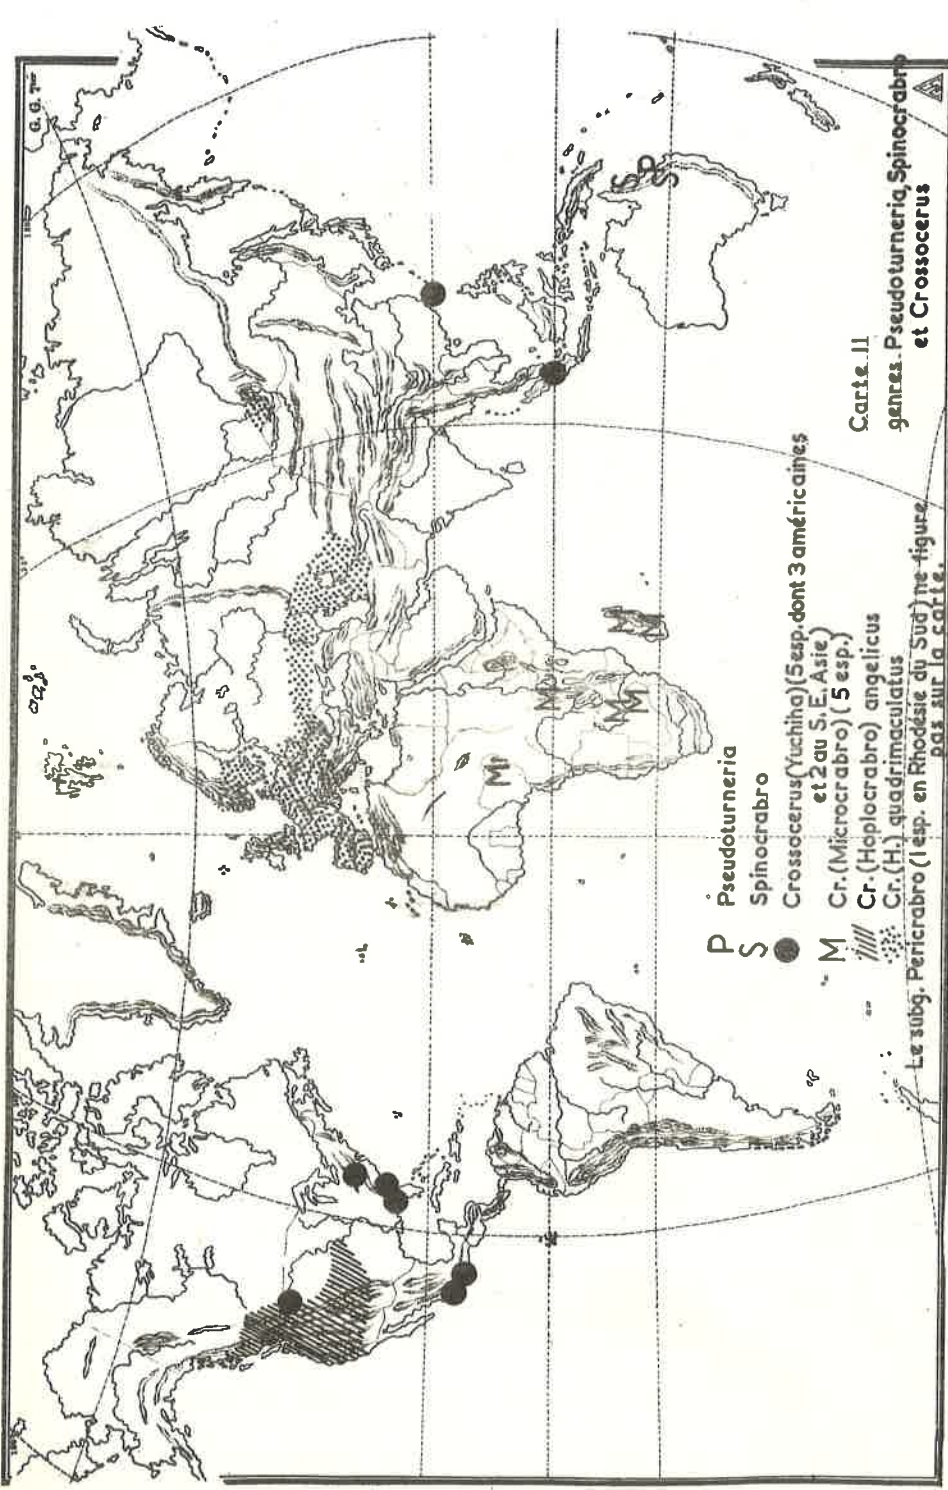 G. G. 7ᵐᵉ
P Pseudoturneria
S Spinocrabro
Crossocerus (Yuchiha) (5 esp. dont 3 américaines
et 2 au S. E. Asie)
M Cr. (Microcrabro) (5 esp.)
Cr. (Hoplocrabro) angelicus
Cr. (H.) quadrimaculatus
Le subg. Pericrabro (1 esp. en Rhodésie du Sud) ne figure
pas sur la carte.
Carte 11
genres. Pseudoturneria, Spinocrabro
et Crossocerus
M
M
M
M
M
M
S
P
S